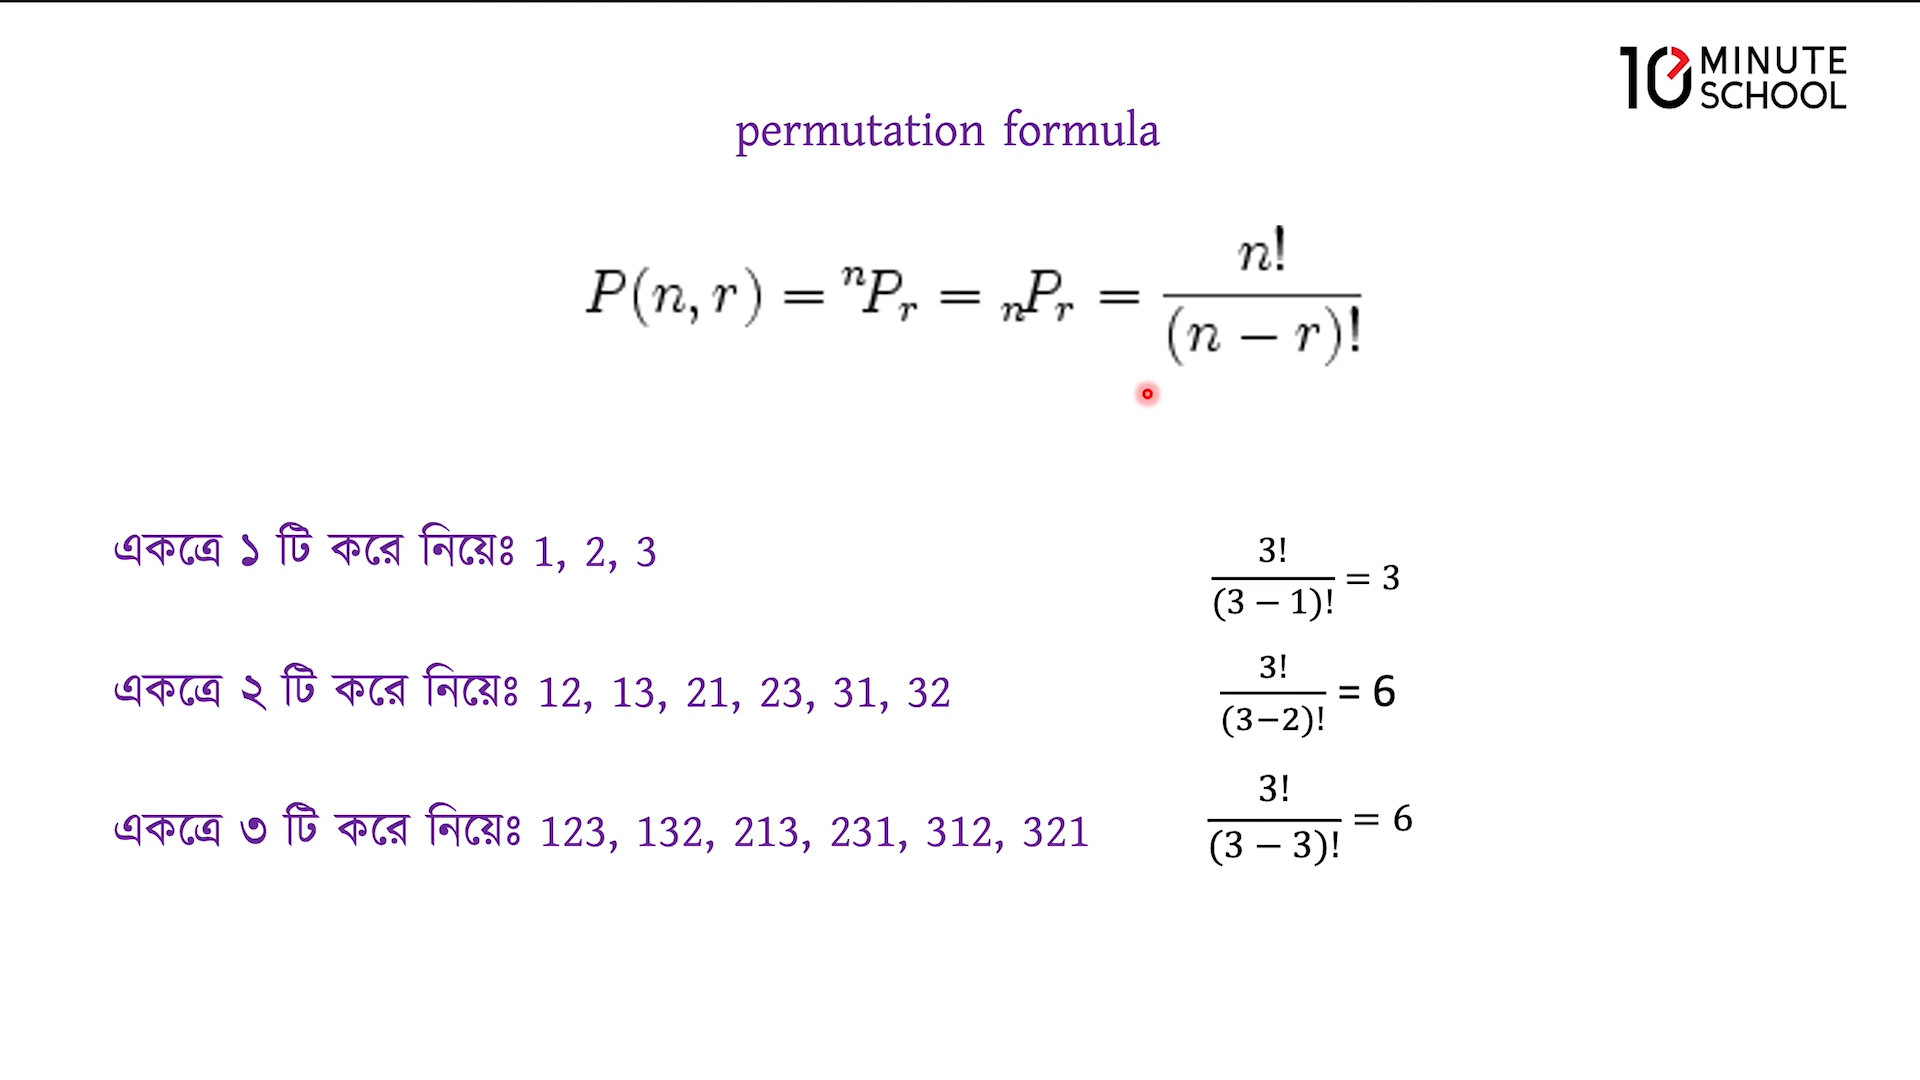 10 MINUTE SCHOOL
permutation formula
P(n, r) = ⁿPᵣ = ₙPᵣ = n! / (n − r)!
একত্রে ১ টি করে নিয়েঃ 1, 2, 3
3! / (3 − 1)! = 3
একত্রে ২ টি করে নিয়েঃ 12, 13, 21, 23, 31, 32
3! / (3−2)! = 6
একত্রে ৩ টি করে নিয়েঃ 123, 132, 213, 231, 312, 321
3! / (3 − 3)! = 6